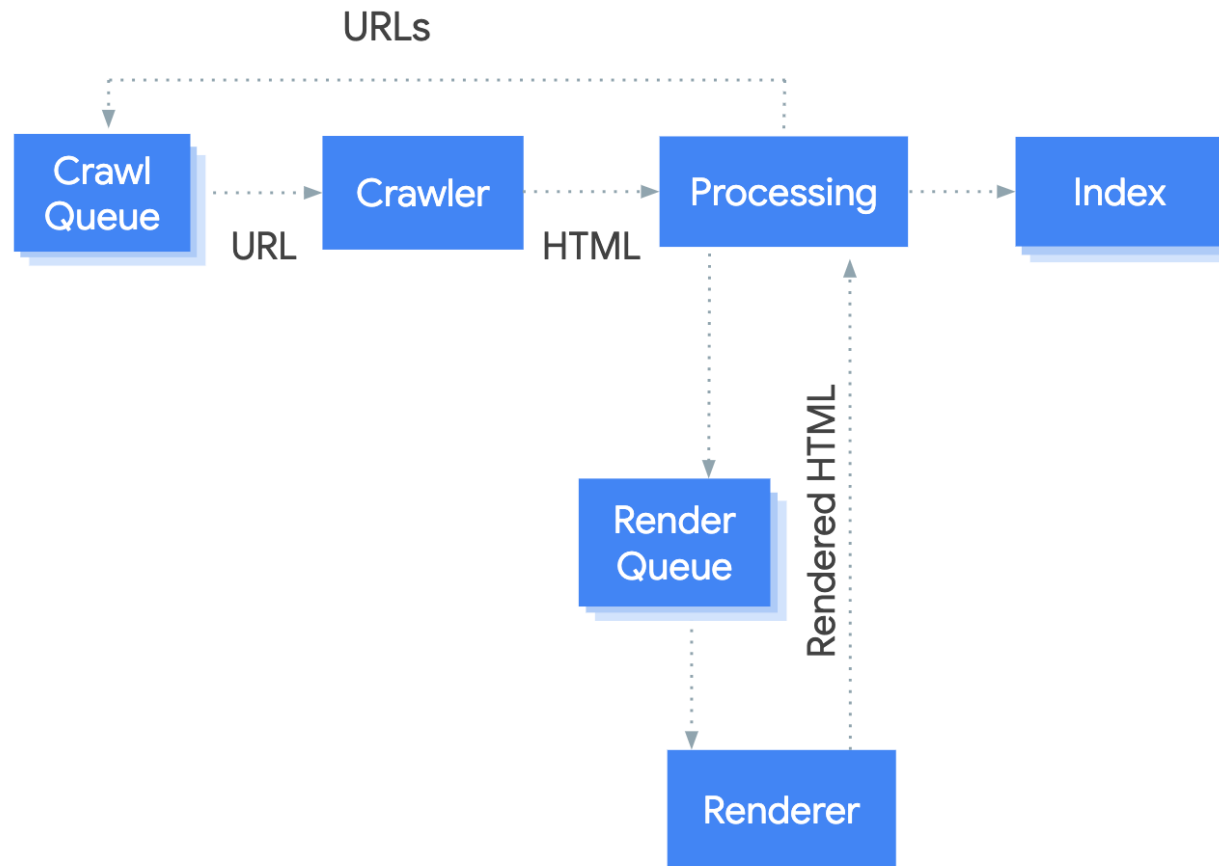 URLs
Crawl
Queue
URL
Crawler
HTML
Processing
Index
Render
Queue
Rendered HTML
Renderer